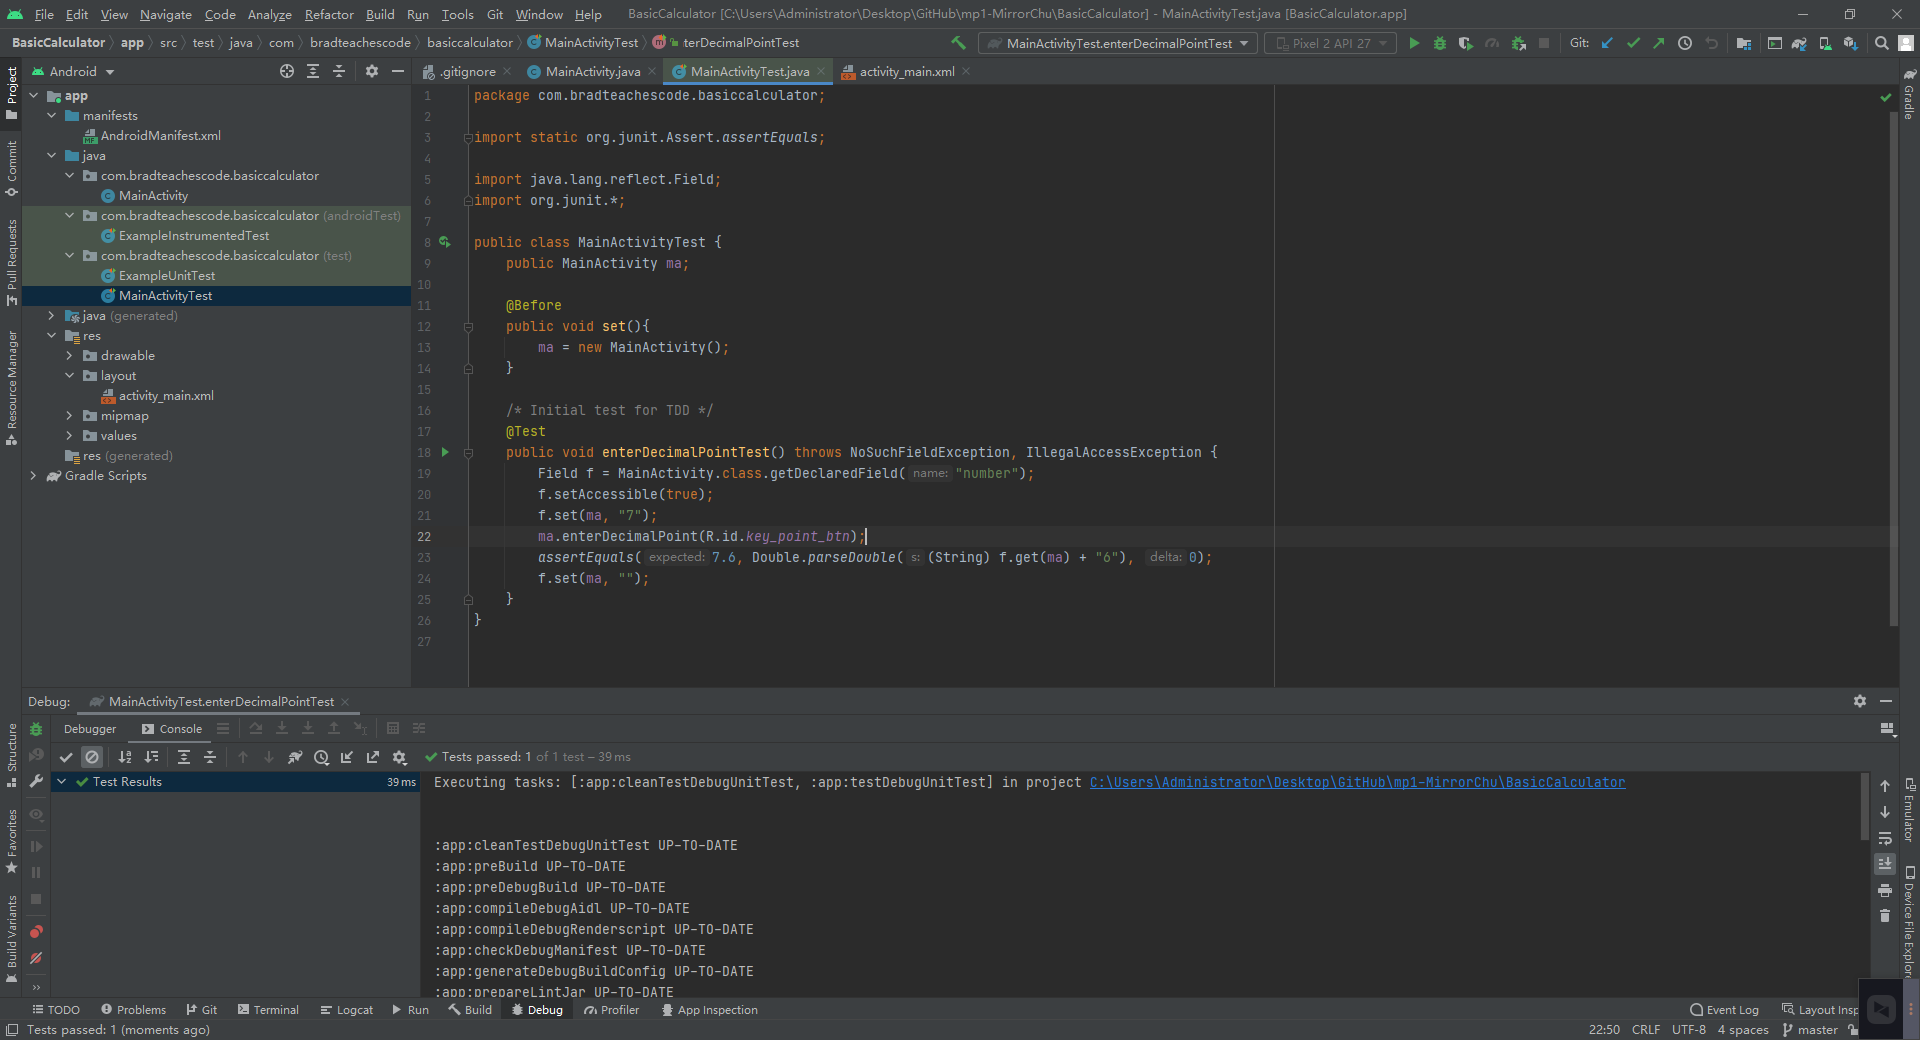 File Edit View Navigate Code Analyze Refactor Build Run Tools Git Window Help BasicCalculator [C:\Users\Administrator\Desktop\GitHub\mp1-MirrorChu\BasicCalculator] - MainActivityTest.java [BasicCalculator.app]
BasicCalculator app src test java com bradteachescode basiccalculator MainActivityTest terDecimalPointTest MainActivityTest.enterDecimalPointTest Pixel 2 API 27 Git:
Project Android .gitignore MainActivity.java MainActivityTest.java activity_main.xml Gradle
app
manifests
AndroidManifest.xml
java
com.bradteachescode.basiccalculator
MainActivity
com.bradteachescode.basiccalculator (androidTest)
ExampleInstrumentedTest
com.bradteachescode.basiccalculator (test)
ExampleUnitTest
MainActivityTest
java (generated)
res
drawable
layout
activity_main.xml
mipmap
values
res (generated)
Gradle Scripts
Commit
Pull Requests
Resource Manager
1 package com.bradteachescode.basiccalculator;
2
3 import static org.junit.Assert.assertEquals;
4
5 import java.lang.reflect.Field;
6 import org.junit.*;
7
8 public class MainActivityTest {
9 public MainActivity ma;
10
11 @Before
12 public void set(){
13 ma = new MainActivity();
14 }
15
16 /* Initial test for TDD */
17 @Test
18 public void enterDecimalPointTest() throws NoSuchFieldException, IllegalAccessException {
19 Field f = MainActivity.class.getDeclaredField( name: "number");
20 f.setAccessible(true);
21 f.set(ma, "7");
22 ma.enterDecimalPoint(R.id.key_point_btn);
23 assertEquals( expected: 7.6, Double.parseDouble( s: (String) f.get(ma) + "6"), delta: 0);
24 f.set(ma, "");
25 }
26 }
27
Debug: MainActivityTest.enterDecimalPointTest
Debugger Console
Tests passed: 1 of 1 test – 39 ms
Test Results 39 ms
Executing tasks: [:app:cleanTestDebugUnitTest, :app:testDebugUnitTest] in project C:\Users\Administrator\Desktop\GitHub\mp1-MirrorChu\BasicCalculator
:app:cleanTestDebugUnitTest UP-TO-DATE
:app:preBuild UP-TO-DATE
:app:preDebugBuild UP-TO-DATE
:app:compileDebugAidl UP-TO-DATE
:app:compileDebugRenderscript UP-TO-DATE
:app:checkDebugManifest UP-TO-DATE
:app:generateDebugBuildConfig UP-TO-DATE
:app:prepareLintJar UP-TO-DATE
Structure
Favorites
Build Variants
Emulator
Device File Explore
TODO Problems Git Terminal Logcat Run Build Debug Profiler App Inspection Event Log Layout Insp
Tests passed: 1 (moments ago) 22:50 CRLF UTF-8 4 spaces master